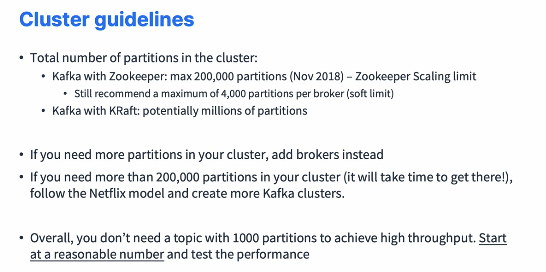 Cluster guidelines
• Total number of partitions in the cluster:
• Kafka with Zookeeper: max 200,000 partitions (Nov 2018) – Zookeeper Scaling limit
• Still recommend a maximum of 4,000 partitions per broker (soft limit)
• Kafka with KRaft: potentially millions of partitions
• If you need more partitions in your cluster, add brokers instead
• If you need more than 200,000 partitions in your cluster (it will take time to get there!),
follow the Netflix model and create more Kafka clusters.
• Overall, you don't need a topic with 1000 partitions to achieve high throughput. Start
at a reasonable number and test the performance